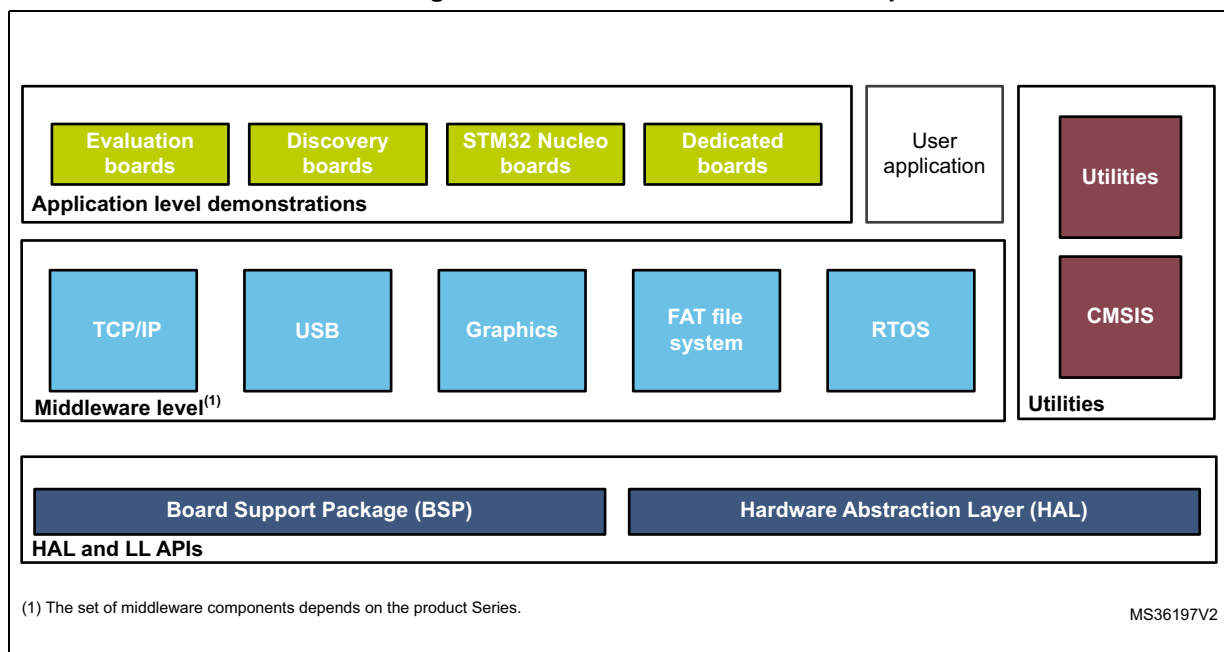 Evaluation
boards
Discovery
boards
STM32 Nucleo
boards
Dedicated
boards
Application level demonstrations
User
application
Utilities
CMSIS
Utilities
TCP/IP
USB
Graphics
FAT file
system
RTOS
Middleware level(1)
Board Support Package (BSP)
Hardware Abstraction Layer (HAL)
HAL and LL APIs
(1) The set of middleware components depends on the product Series.
MS36197V2